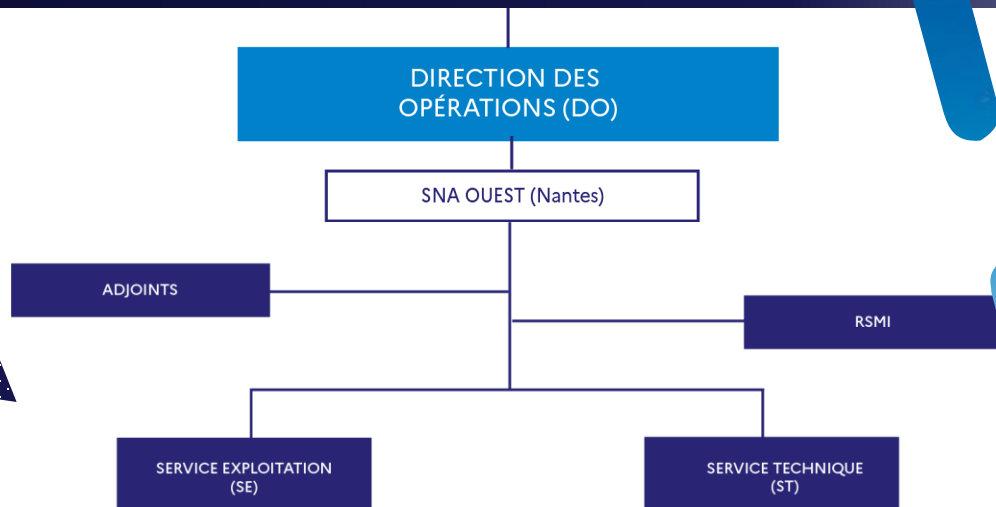 DIRECTION DES
OPÉRATIONS (DO)
SNA OUEST (Nantes)
ADJOINTS
RSMI
SERVICE EXPLOITATION
(SE)
SERVICE TECHNIQUE
(ST)